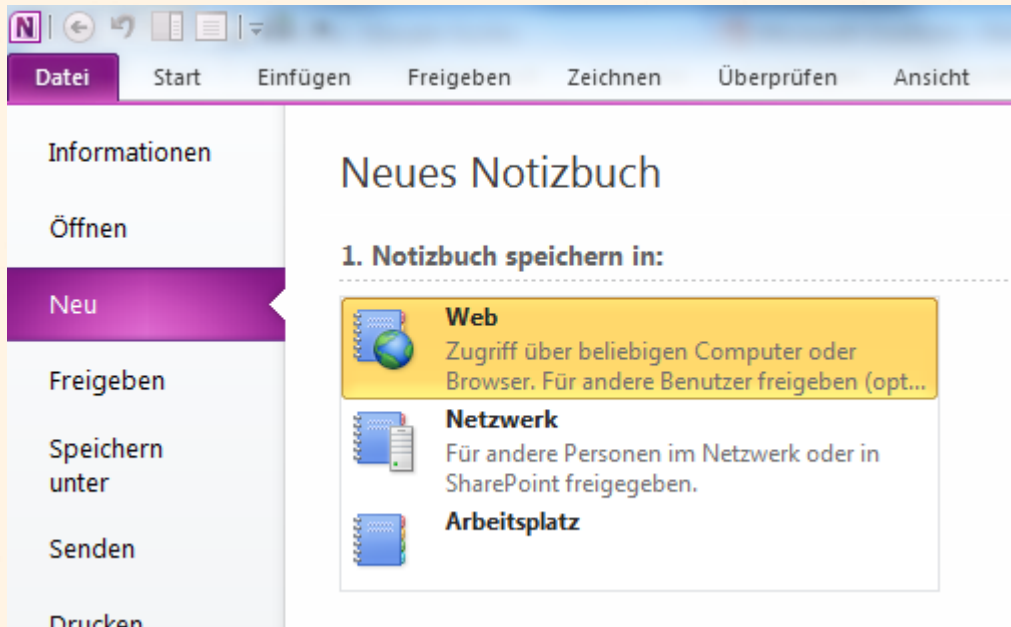 N
Datei Start Einfügen Freigeben Zeichnen Überprüfen Ansicht
Informationen
Öffnen
Neu
Freigeben
Speichern
unter
Senden
Drucken
Neues Notizbuch
1. Notizbuch speichern in:
Web
Zugriff über beliebigen Computer oder
Browser. Für andere Benutzer freigeben (opt...
Netzwerk
Für andere Personen im Netzwerk oder in
SharePoint freigegeben.
Arbeitsplatz